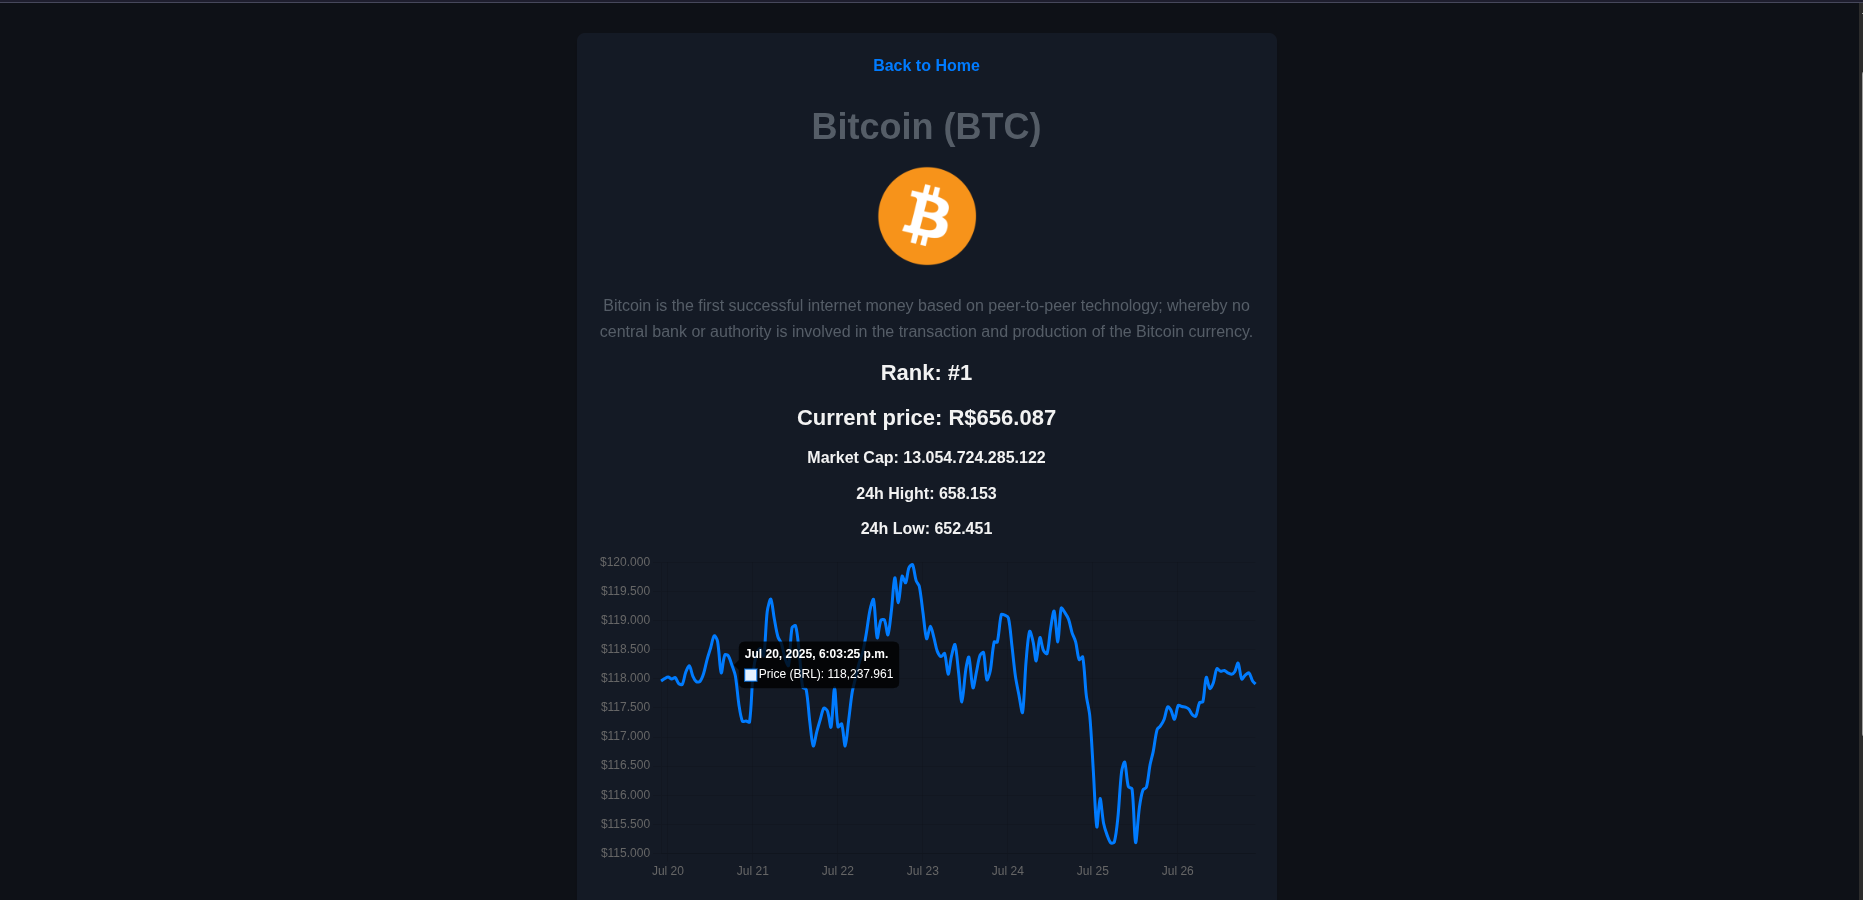 Back to Home
Bitcoin (BTC)
Bitcoin is the first successful internet money based on peer-to-peer technology; whereby no
central bank or authority is involved in the transaction and production of the Bitcoin currency.
Rank: #1
Current price: R$656.087
Market Cap: 13.054.724.285.122
24h Hight: 658.153
24h Low: 652.451
$120.000
$119.500
$119.000
$118.500
$118.000
$117.500
$117.000
$116.500
$116.000
$115.500
$115.000
Jul 20, 2025, 6:03:25 p.m.
Price (BRL): 118,237.961
Jul 20 Jul 21 Jul 22 Jul 23 Jul 24 Jul 25 Jul 26